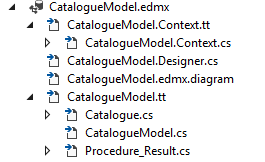 CatalogueModel.edmx
CatalogueModel.Context.tt
CatalogueModel.Context.cs
CatalogueModel.Designer.cs
CatalogueModel.edmx.diagram
CatalogueModel.tt
Catalogue.cs
CatalogueModel.cs
Procedure_Result.cs